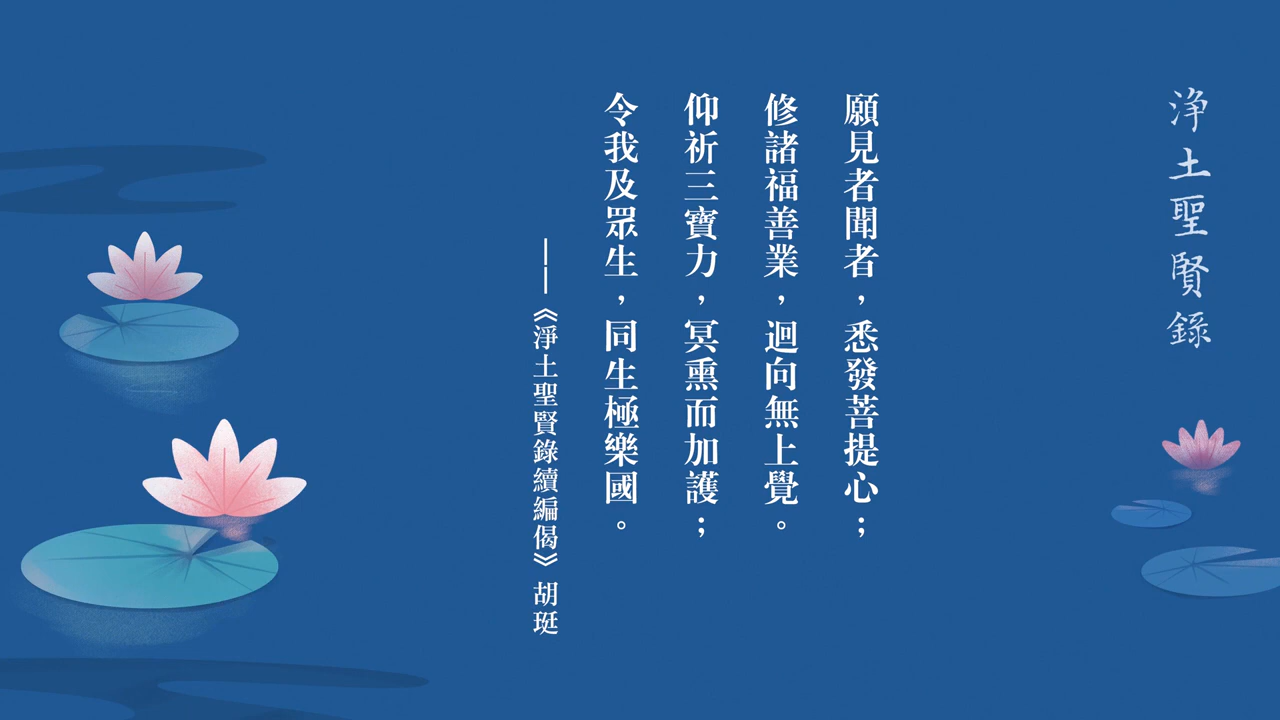 淨土聖賢錄
願見者聞者，悉發菩提心；
修諸福善業，迴向無上覺。
仰祈三寶力，冥熏而加護；
令我及眾生，同生極樂國。
——《淨土聖賢錄續編偈》胡珽